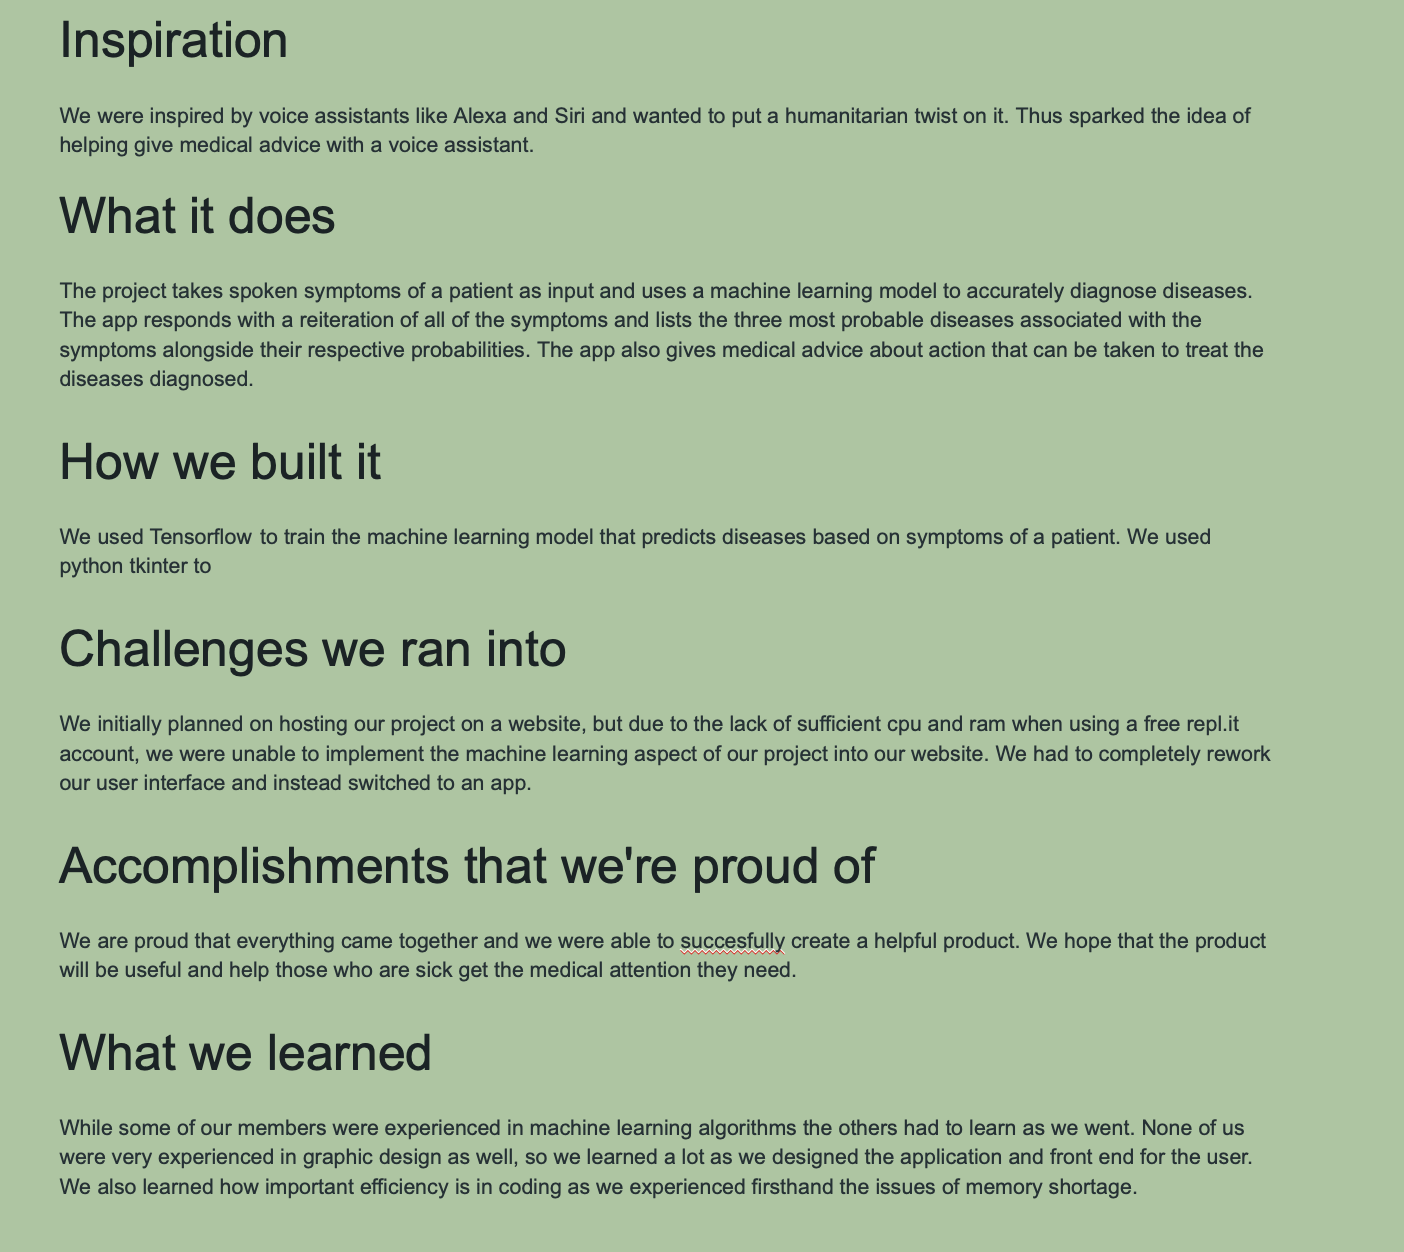 Inspiration
We were inspired by voice assistants like Alexa and Siri and wanted to put a humanitarian twist on it. Thus sparked the idea of
helping give medical advice with a voice assistant.
What it does
The project takes spoken symptoms of a patient as input and uses a machine learning model to accurately diagnose diseases.
The app responds with a reiteration of all of the symptoms and lists the three most probable diseases associated with the
symptoms alongside their respective probabilities. The app also gives medical advice about action that can be taken to treat the
diseases diagnosed.
How we built it
We used Tensorflow to train the machine learning model that predicts diseases based on symptoms of a patient. We used
python tkinter to
Challenges we ran into
We initially planned on hosting our project on a website, but due to the lack of sufficient cpu and ram when using a free repl.it
account, we were unable to implement the machine learning aspect of our project into our website. We had to completely rework
our user interface and instead switched to an app.
Accomplishments that we're proud of
We are proud that everything came together and we were able to succesfully create a helpful product. We hope that the product
will be useful and help those who are sick get the medical attention they need.
What we learned
While some of our members were experienced in machine learning algorithms the others had to learn as we went. None of us
were very experienced in graphic design as well, so we learned a lot as we designed the application and front end for the user.
We also learned how important efficiency is in coding as we experienced firsthand the issues of memory shortage.